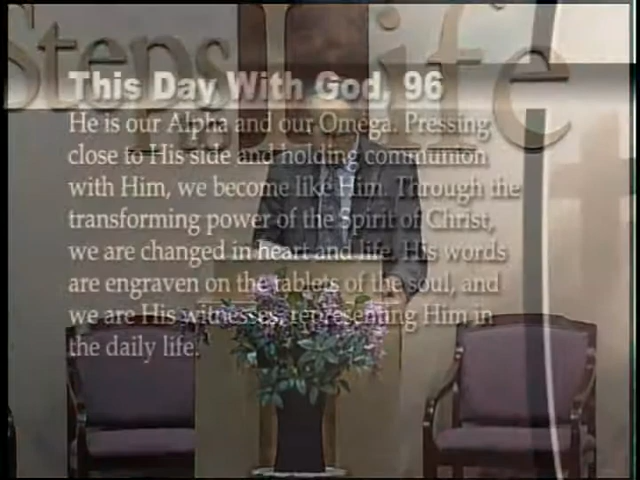 Steps Life
This Day With God, 96
He is our Alpha and our Omega. Pressing
close to His side and holding communion
with Him, we become like Him. Through the
transforming power of the Spirit of Christ,
we are changed in heart and life. His words
are engraven on the tablets of the soul, and
we are His witnesses, representing Him in
the daily life.